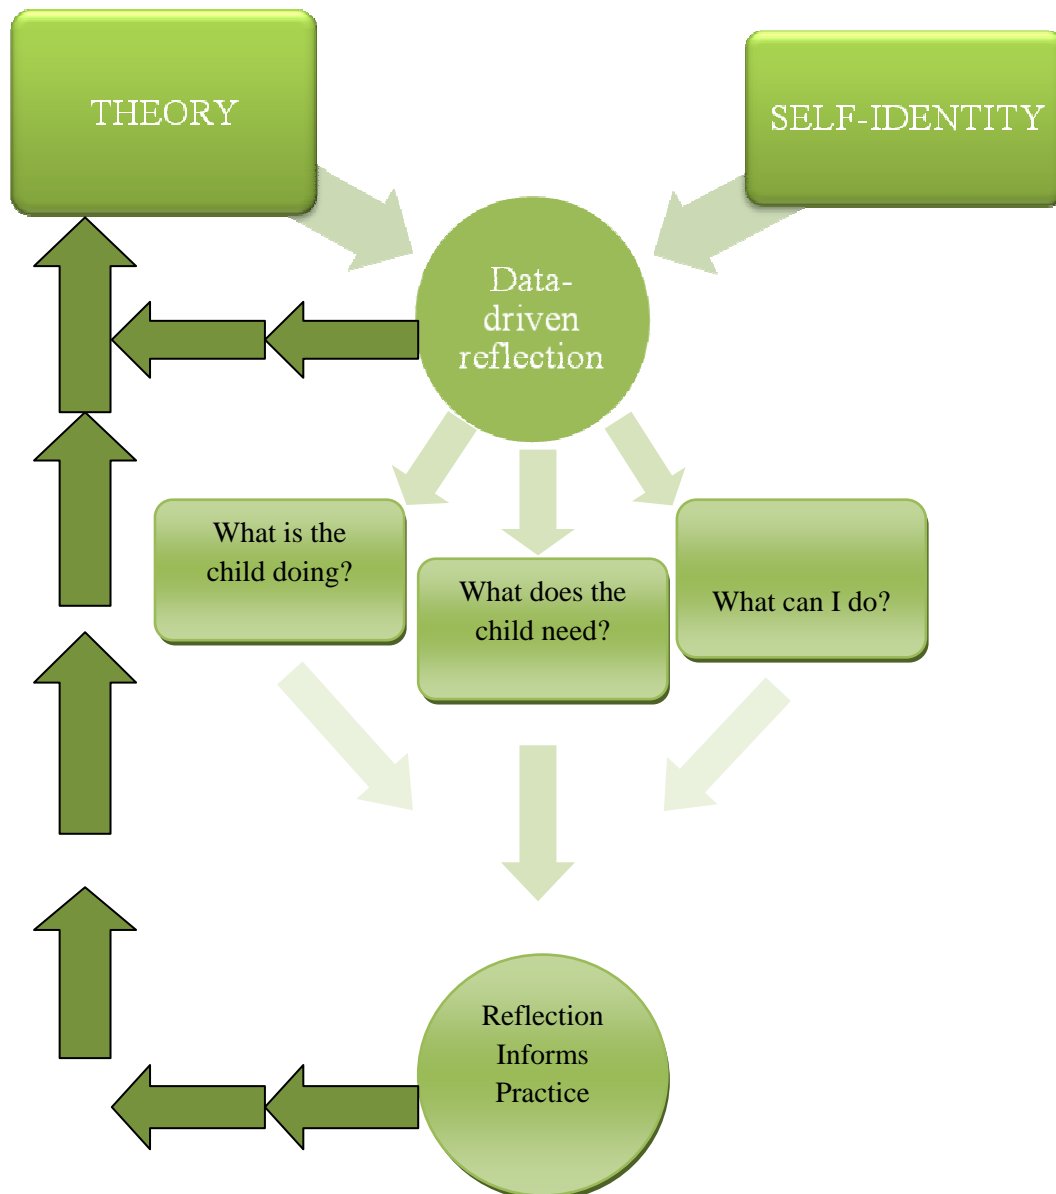 THEORY
SELF-IDENTITY
Data-
driven
reflection
What is the
child doing?
What does the
child need?
What can I do?
Reflection
Informs
Practice